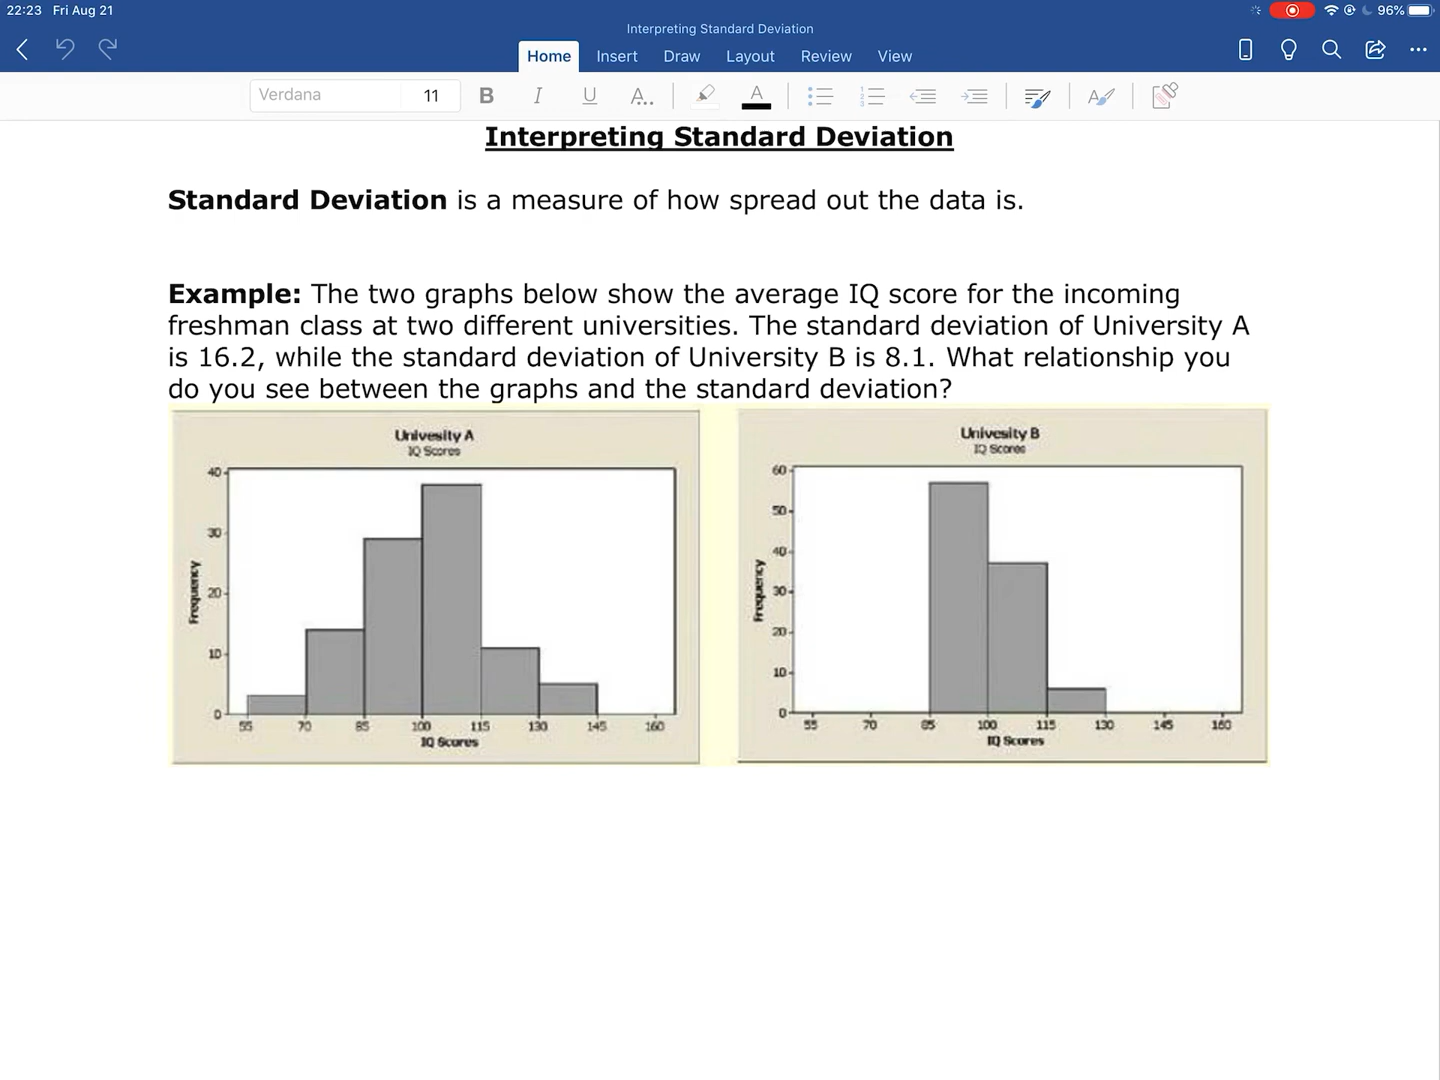 22:23 Fri Aug 21
96%
Interpreting Standard Deviation
Home Insert Draw Layout Review View
Verdana 11 B I U A.. A A
Interpreting Standard Deviation
Standard Deviation is a measure of how spread out the data is.
Example: The two graphs below show the average IQ score for the incoming
freshman class at two different universities. The standard deviation of University A
is 16.2, while the standard deviation of University B is 8.1. What relationship you
do you see between the graphs and the standard deviation?
Univesity A
IQ Scores
40
30
20
10
0
Frequency
55 70 85 100 115 130 145 160
IQ Scores
Univesity B
IQ Scores
60
50
40
30
20
10
0
Frequency
55 70 85 100 115 130 145 160
IQ Scores